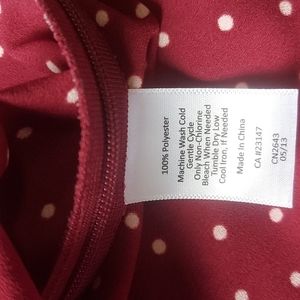 100% Polyester
Machine Wash Cold
Gentle Cycle
Only Non-Chlorine
Bleach When Needed
Tumble Dry Low
Cool Iron, If Needed
Made In China
CA #23147
CN2643
05/13